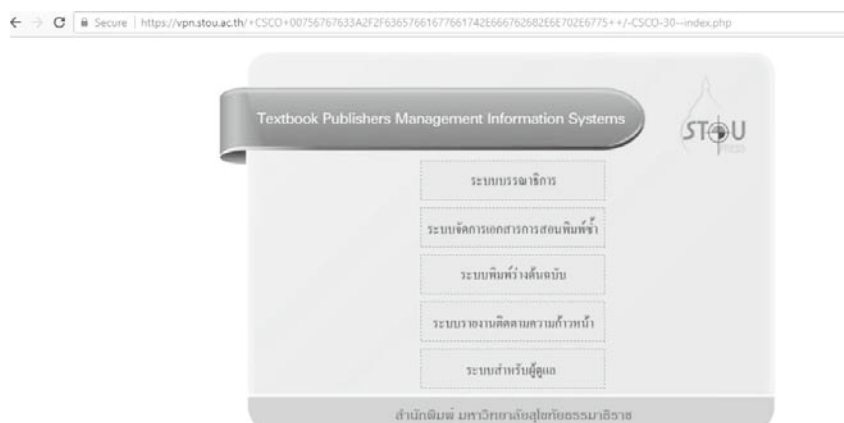 Secure | https://vpn.stou.ac.th/+CSCO+00756767633A2F2F63657661677661742E666762682E6E702E6775++/-CSCO-30--index.php
Textbook Publishers Management Information Systems
STOU
PRESS
ระบบบรรณาธิการ
ระบบจัดการเอกสารการสอนพิมพ์ซ้ำ
ระบบพิมพ์ร่างต้นฉบับ
ระบบรายงานติดตามความก้าวหน้า
ระบบสำหรับผู้ดูแล
สำนักพิมพ์ มหาวิทยาลัยสุโขทัยธรรมาธิราช